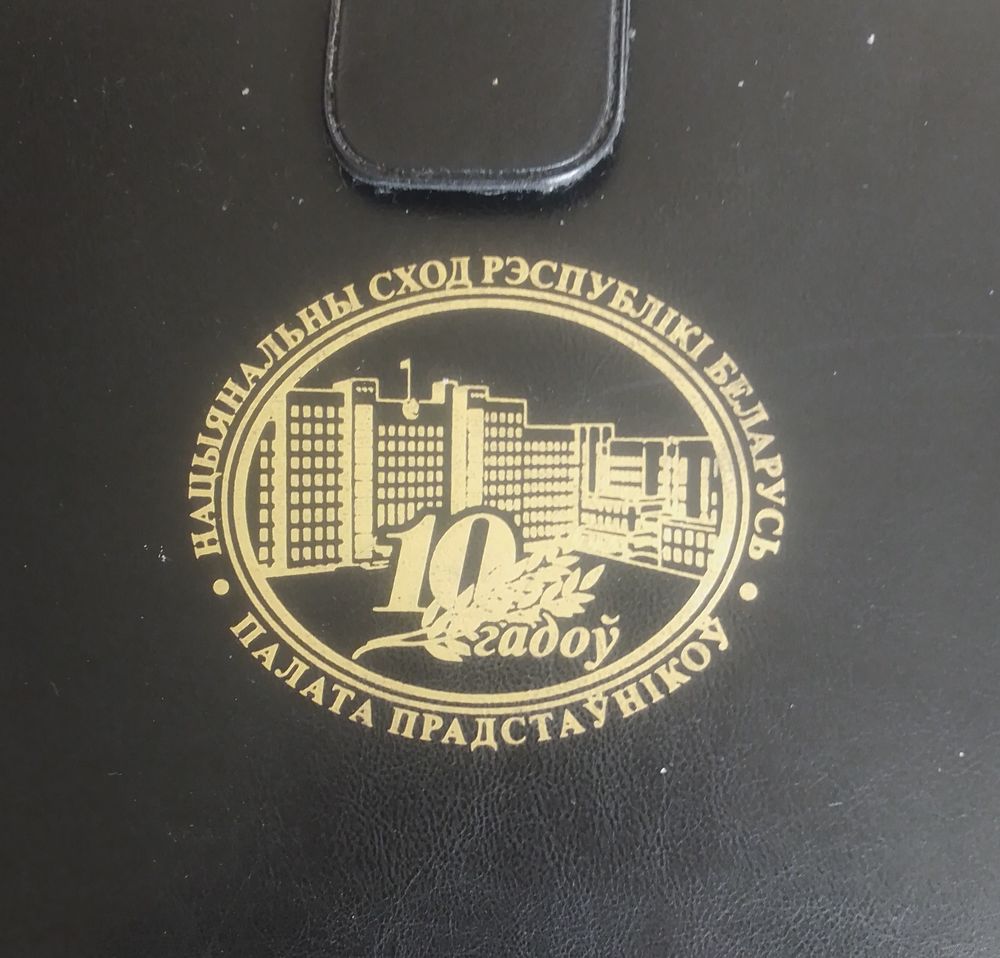 НАЦЫЯНАЛЬНЫ СХОД РЭСПУБЛІКІ БЕЛАРУСЬ
10
гадоў
ПАЛАТА ПРАДСТАЎНІКОЎ